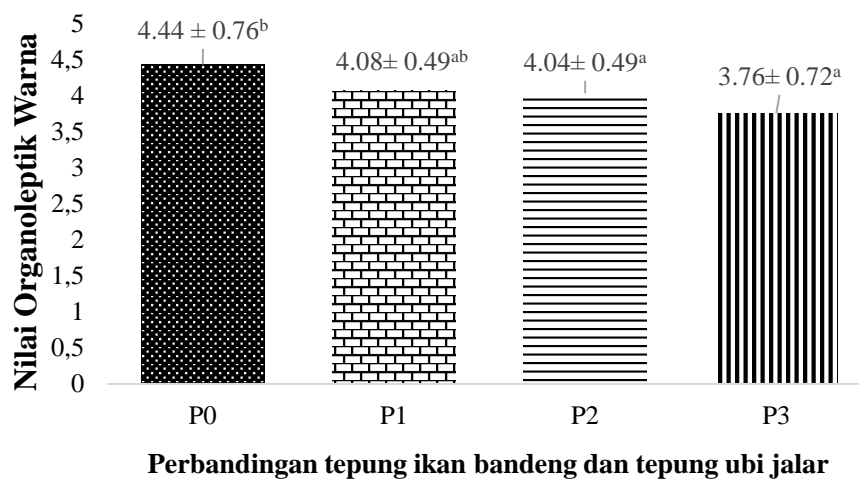 Nilai Organoleptik Warna
5
4,5
4
3,5
3
2,5
2
1,5
1
0,5
0
4.44 ± 0.76ᵇ
4.08± 0.49ᵃᵇ
4.04± 0.49ᵃ
3.76± 0.72ᵃ
P0
P1
P2
P3
Perbandingan tepung ikan bandeng dan tepung ubi jalar